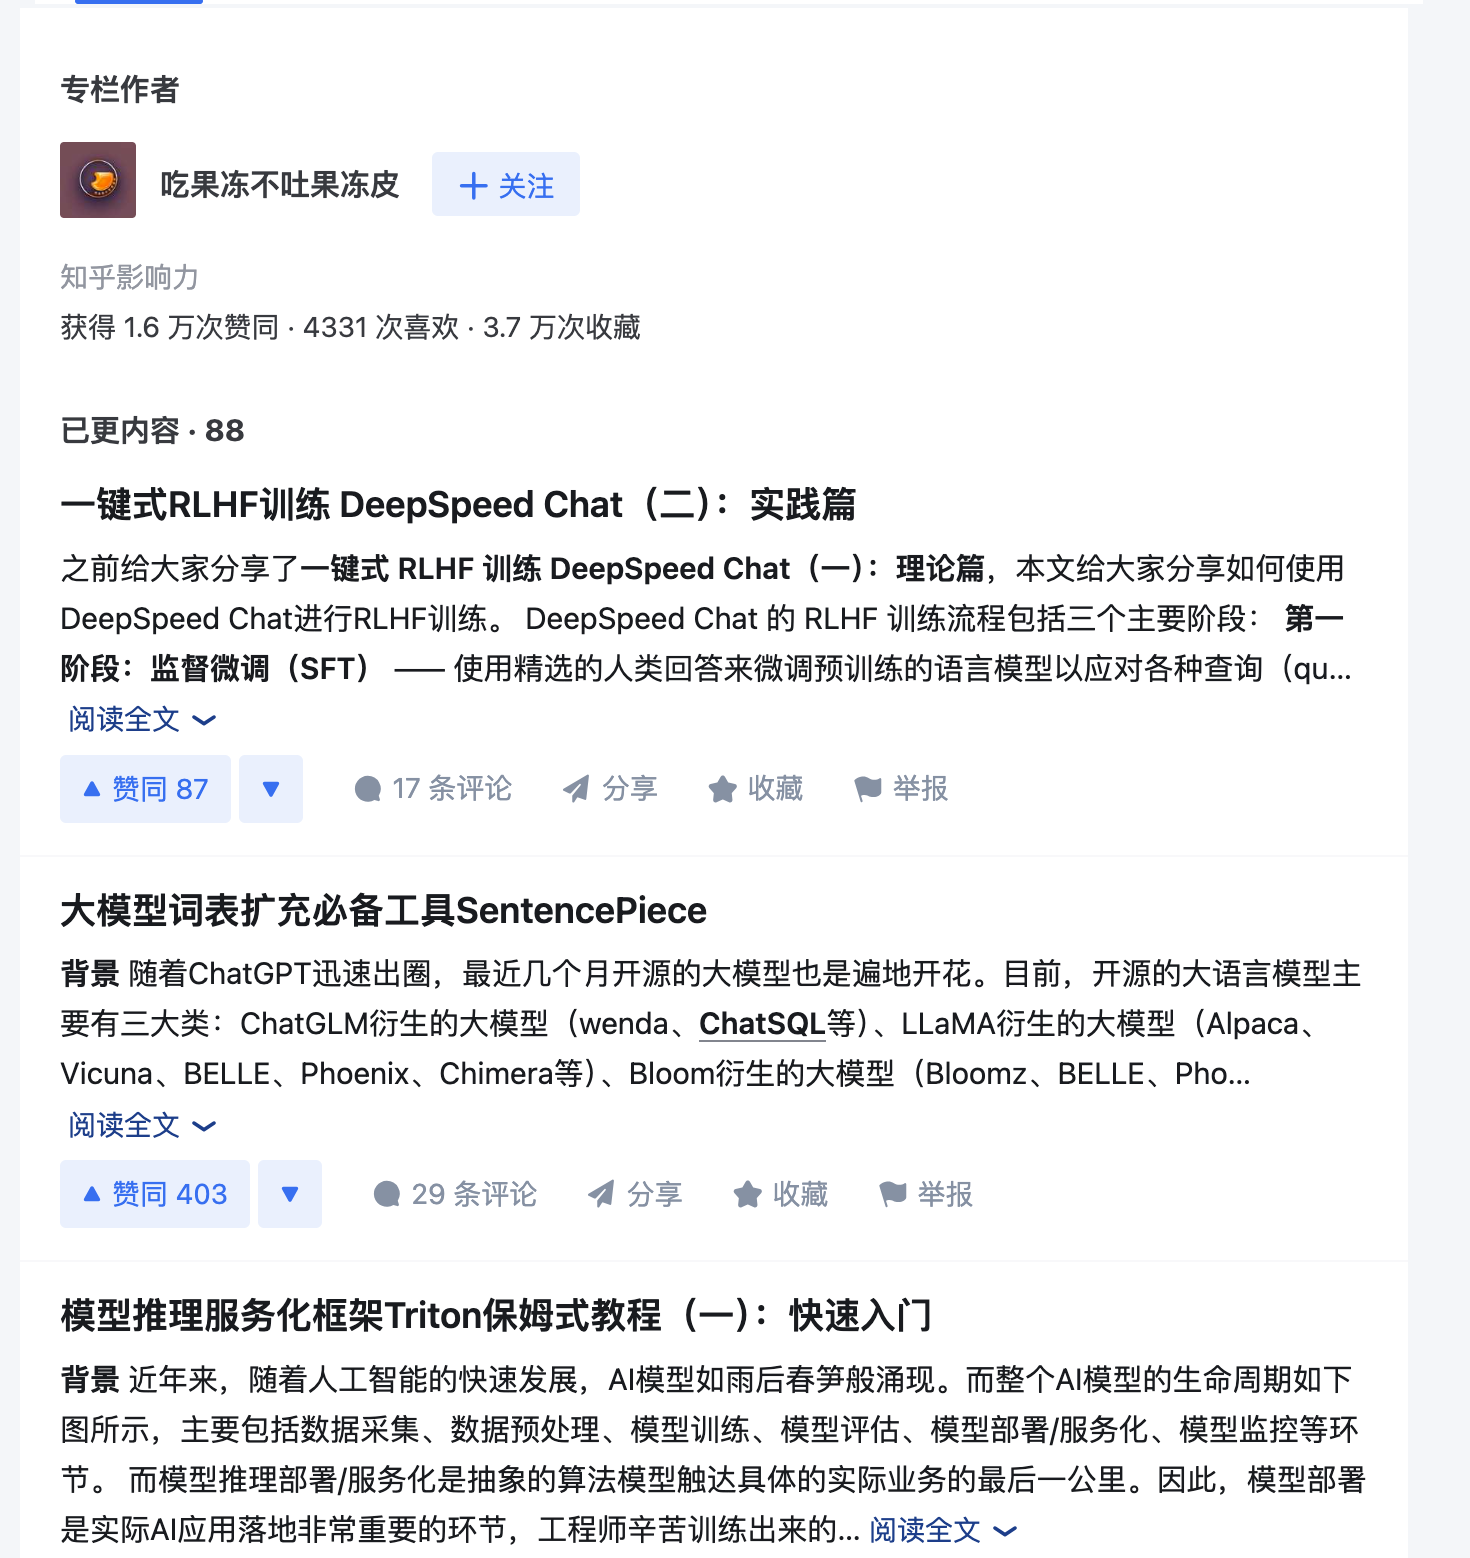 专栏作者
吃果冻不吐果冻皮
关注
知乎影响力
获得 1.6 万次赞同 · 4331 次喜欢 · 3.7 万次收藏
已更内容 · 88
一键式RLHF训练 DeepSpeed Chat（二）：实践篇
之前给大家分享了一键式 RLHF 训练 DeepSpeed Chat（一）：理论篇，本文给大家分享如何使用
DeepSpeed Chat进行RLHF训练。 DeepSpeed Chat 的 RLHF 训练流程包括三个主要阶段： 第一
阶段：监督微调（SFT） —— 使用精选的人类回答来微调预训练的语言模型以应对各种查询（qu...
阅读全文
赞同 87 17 条评论 分享 收藏 举报
大模型词表扩充必备工具SentencePiece
背景 随着ChatGPT迅速出圈，最近几个月开源的大模型也是遍地开花。目前，开源的大语言模型主
要有三大类：ChatGLM衍生的大模型（wenda、ChatSQL等）、LLaMA衍生的大模型（Alpaca、
Vicuna、BELLE、Phoenix、Chimera等）、Bloom衍生的大模型（Bloomz、BELLE、Pho...
阅读全文
赞同 403 29 条评论 分享 收藏 举报
模型推理服务化框架Triton保姆式教程（一）：快速入门
背景 近年来，随着人工智能的快速发展，AI模型如雨后春笋般涌现。而整个AI模型的生命周期如下
图所示，主要包括数据采集、数据预处理、模型训练、模型评估、模型部署/服务化、模型监控等环
节。 而模型推理部署/服务化是抽象的算法模型触达具体的实际业务的最后一公里。因此，模型部署
是实际AI应用落地非常重要的环节，工程师辛苦训练出来的... 阅读全文